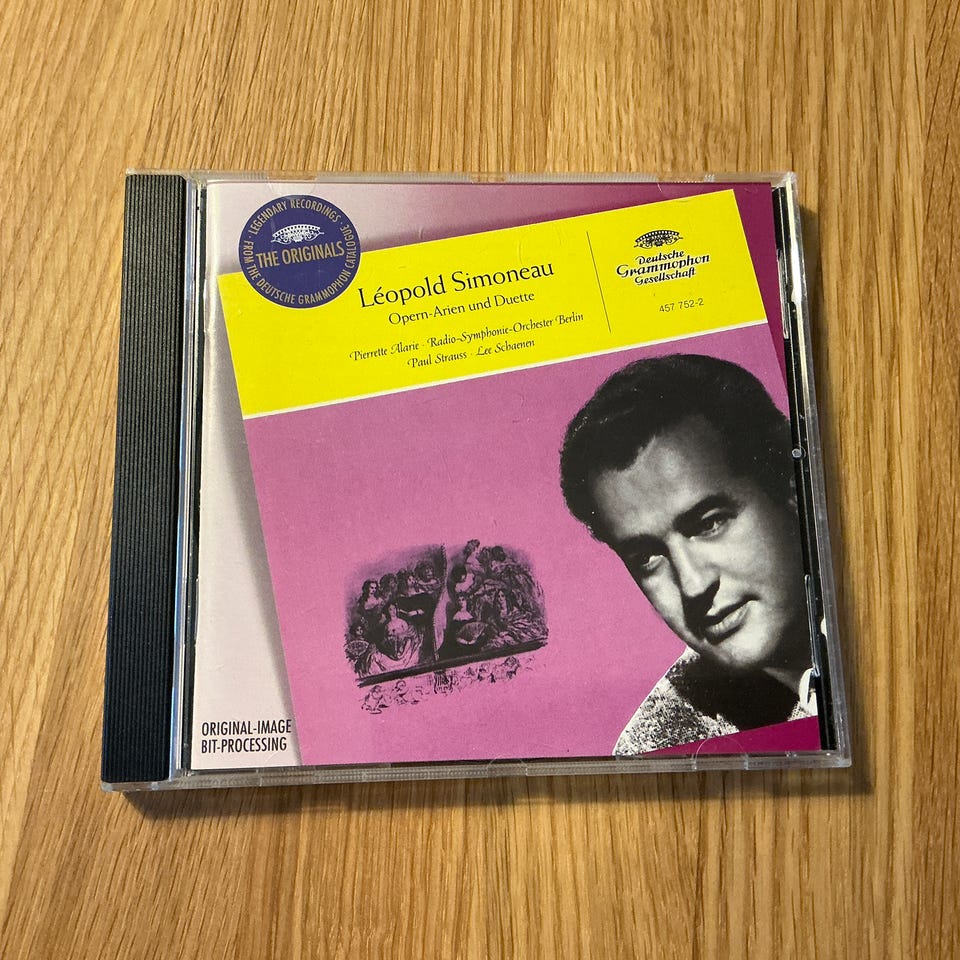 · LEGENDARY RECORDINGS ·
THE ORIGINALS
FROM THE DEUTSCHE GRAMMOPHON CATALOGUE
Léopold Simoneau
Opern-Arien und Duette
Pierrette Alarie · Radio-Symphonie-Orchester Berlin
Paul Strauss · Lee Schaenen
Deutsche
Grammophon
Gesellschaft
457 752-2
ORIGINAL-IMAGE
BIT-PROCESSING